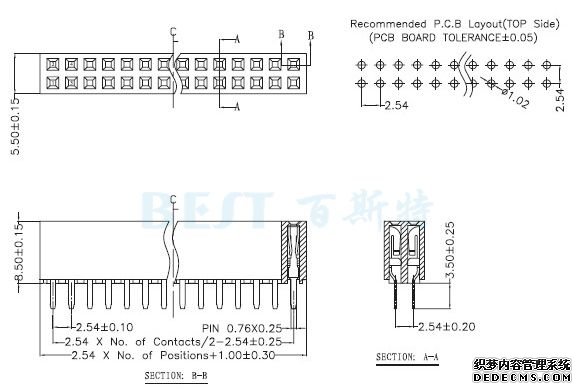 C
A
B
B
5.50±0.15
A
Recommended P.C.B Layout(TOP Side)
(PCB BOARD TOLERANCE±0.05)
2.54
ø1.02
2.54
BEST 百斯特
C
8.50±0.15
2.54±0.10
PIN 0.76X0.25
2.54 X No. of Contacts/2-2.54±0.25
2.54 X No. of Positions+1.00±0.30
SECTION: B-B
3.50±0.25
2.54±0.20
SECTION: A-A
织梦内容管理系统
DEDECMS.COM